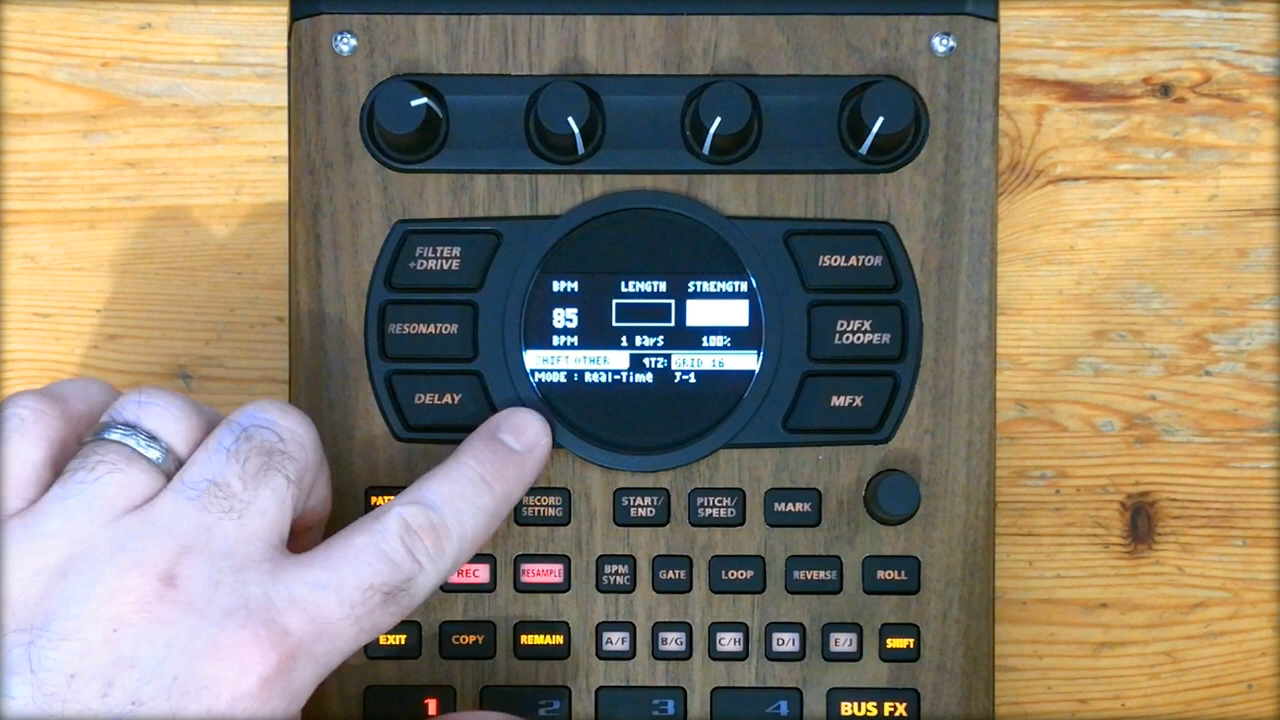 FILTER
+DRIVE
ISOLATOR
BPM LENGTH STRENGTH
85
BPM 1 Bars 100%
SHIFT:OTHER QTZ: GRID 16
MODE : Real-Time J-1
RESONATOR
DJFX
LOOPER
DELAY
MFX
RECORD
SETTING
START/
END
PITCH/
SPEED
MARK
REC
RESAMPLE
BPM
SYNC
GATE
LOOP
REVERSE
ROLL
EXIT
COPY
REMAIN
A/F
B/G
C/H
D/I
E/J
SHIFT
1
2
3
4
BUS FX